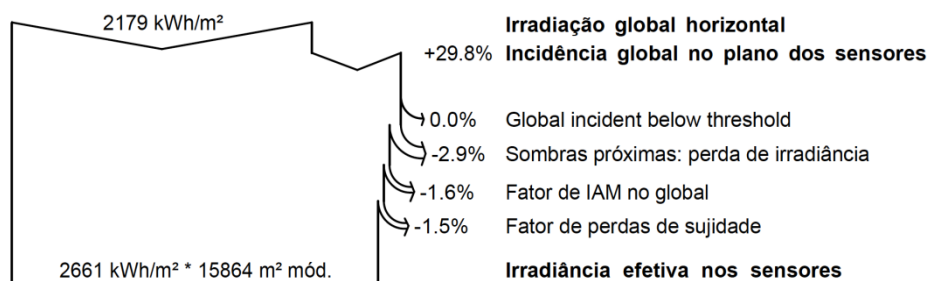 2179 kWh/m² Irradiação global horizontal
+29.8% Incidência global no plano dos sensores
0.0% Global incident below threshold
-2.9% Sombras próximas: perda de irradiância
-1.6% Fator de IAM no global
-1.5% Fator de perdas de sujidade
2661 kWh/m² * 15864 m² mód. Irradiância efetiva nos sensores